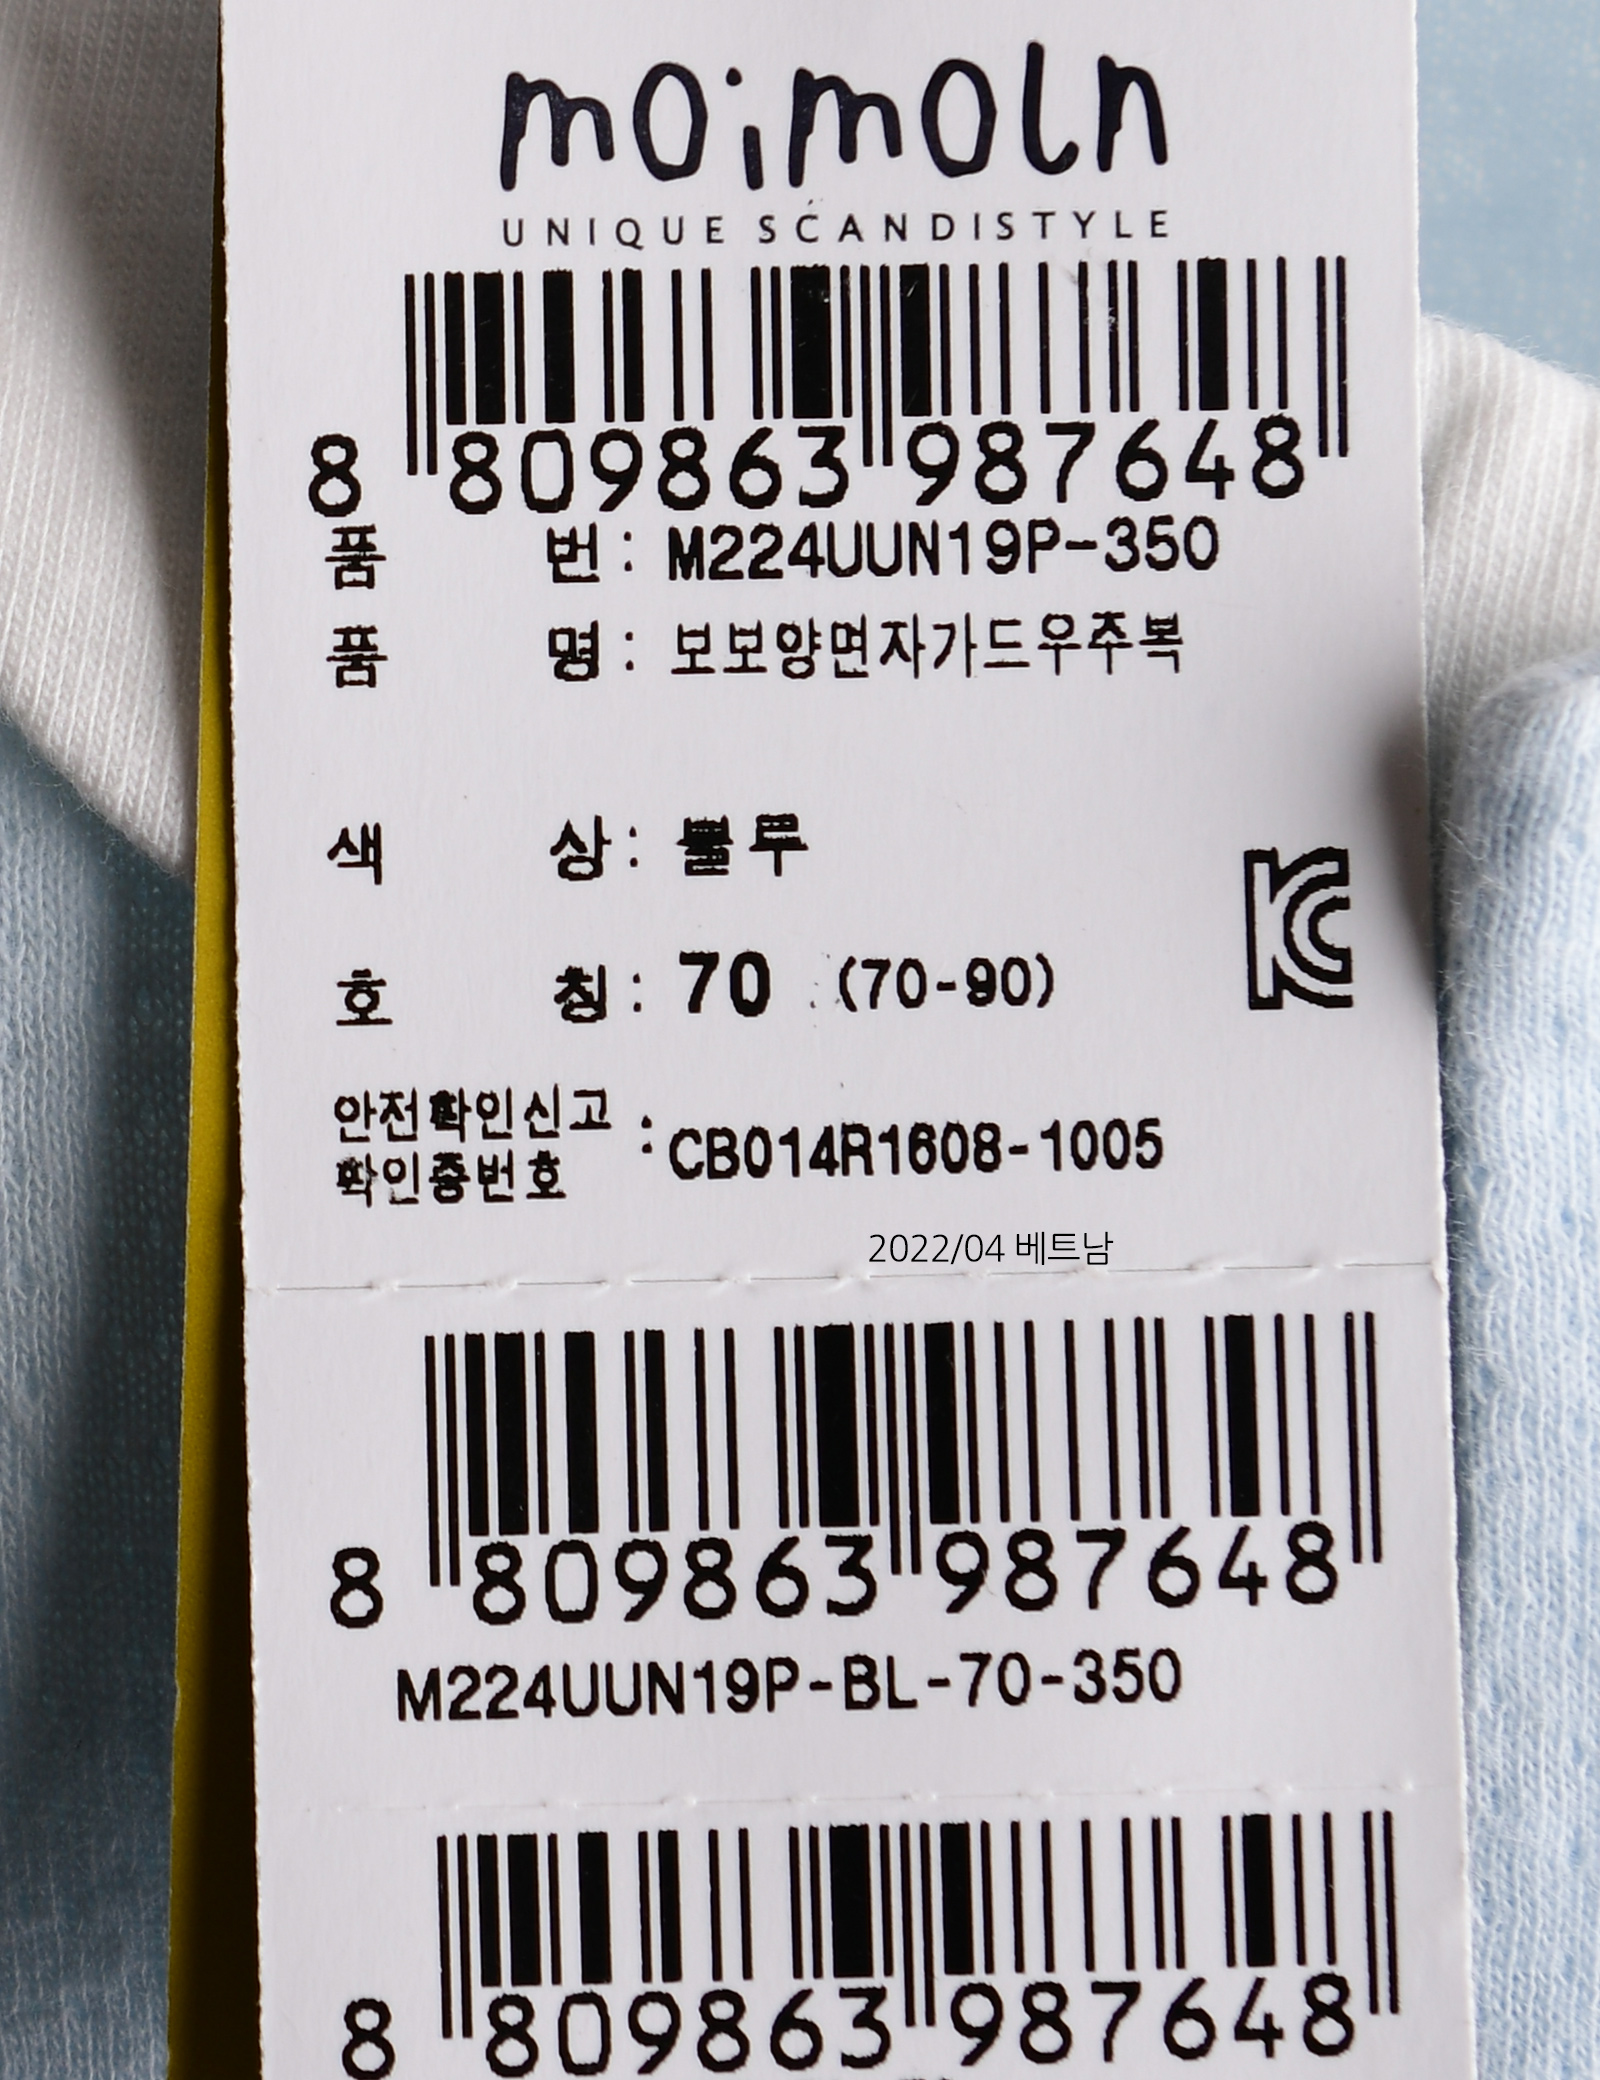 moimoln
UNIQUE SCANDISTYLE
8 809863 987648
품 번 : M224UUN19P-350
품 명 : 보보양면자가드우주복
색 상 : 블루
호 칭 : 70 (70-90)
KC
안전확인신고
확인증번호 : CB014R1608-1005
2022/04 베트남
8 809863 987648
M224UUN19P-BL-70-350
8 809863 987648